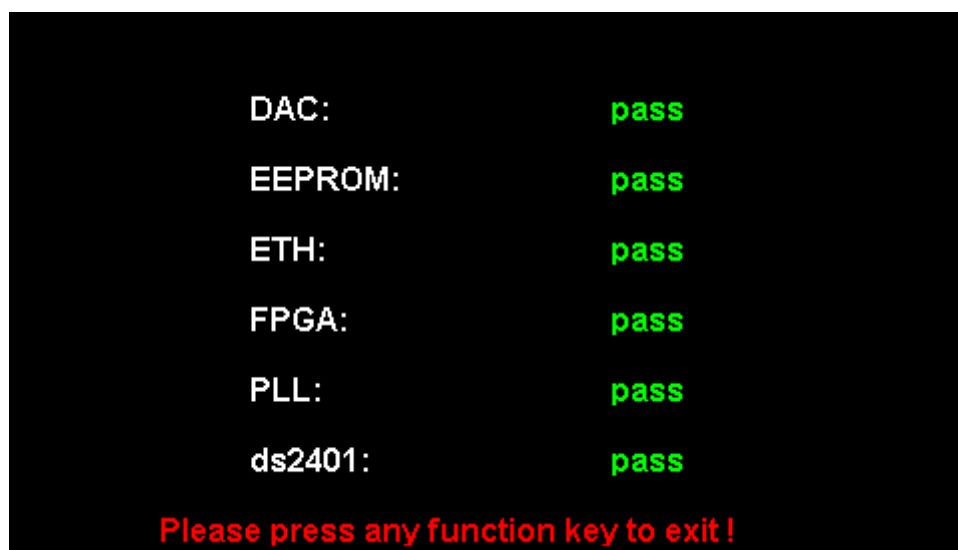 DAC: pass
EEPROM: pass
ETH: pass
FPGA: pass
PLL: pass
ds2401: pass
Please press any function key to exit !